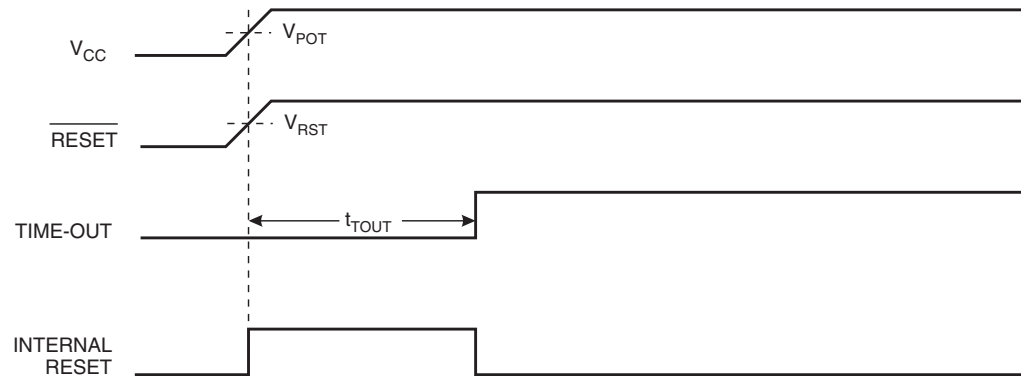 V_CC
V_POT
RESET
V_RST
TIME-OUT
t_TOUT
INTERNAL
RESET